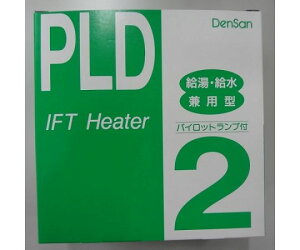 PLD
IFT Heater
DenSan
給湯・給水
兼用型
パイロットランプ付
2